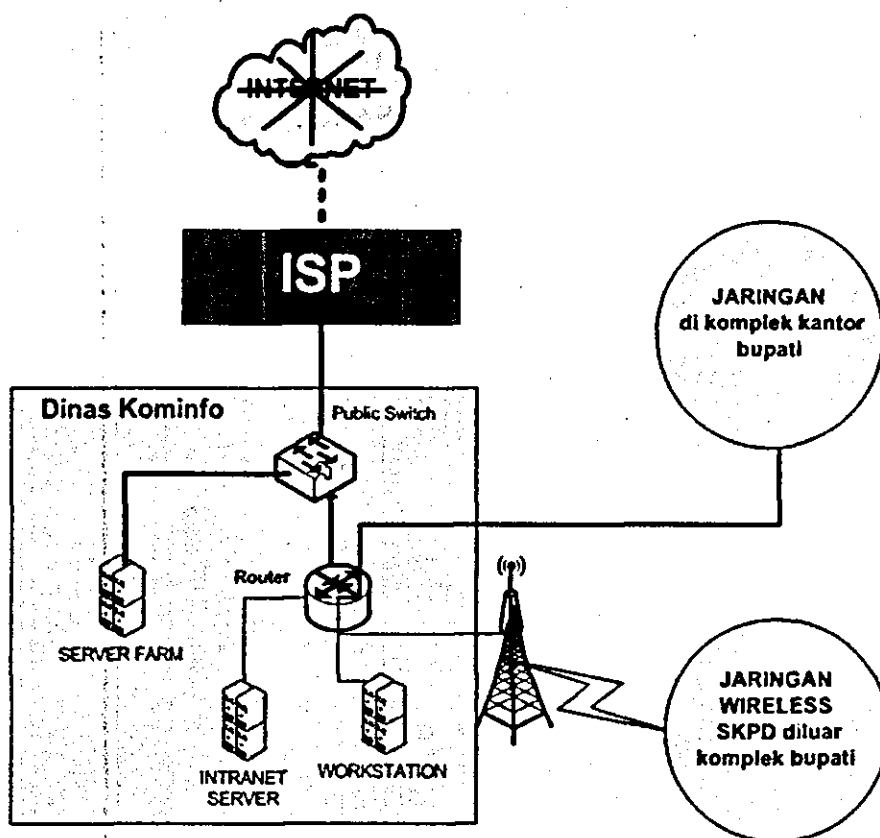 INTERNET
ISP
JARINGAN
di komplek kantor
bupati
Dinas Kominfo
Public Switch
Router
SERVER FARM
INTRANET
SERVER
WORKSTATION
JARINGAN
WIRELESS
SKPD diluar
komplek bupati